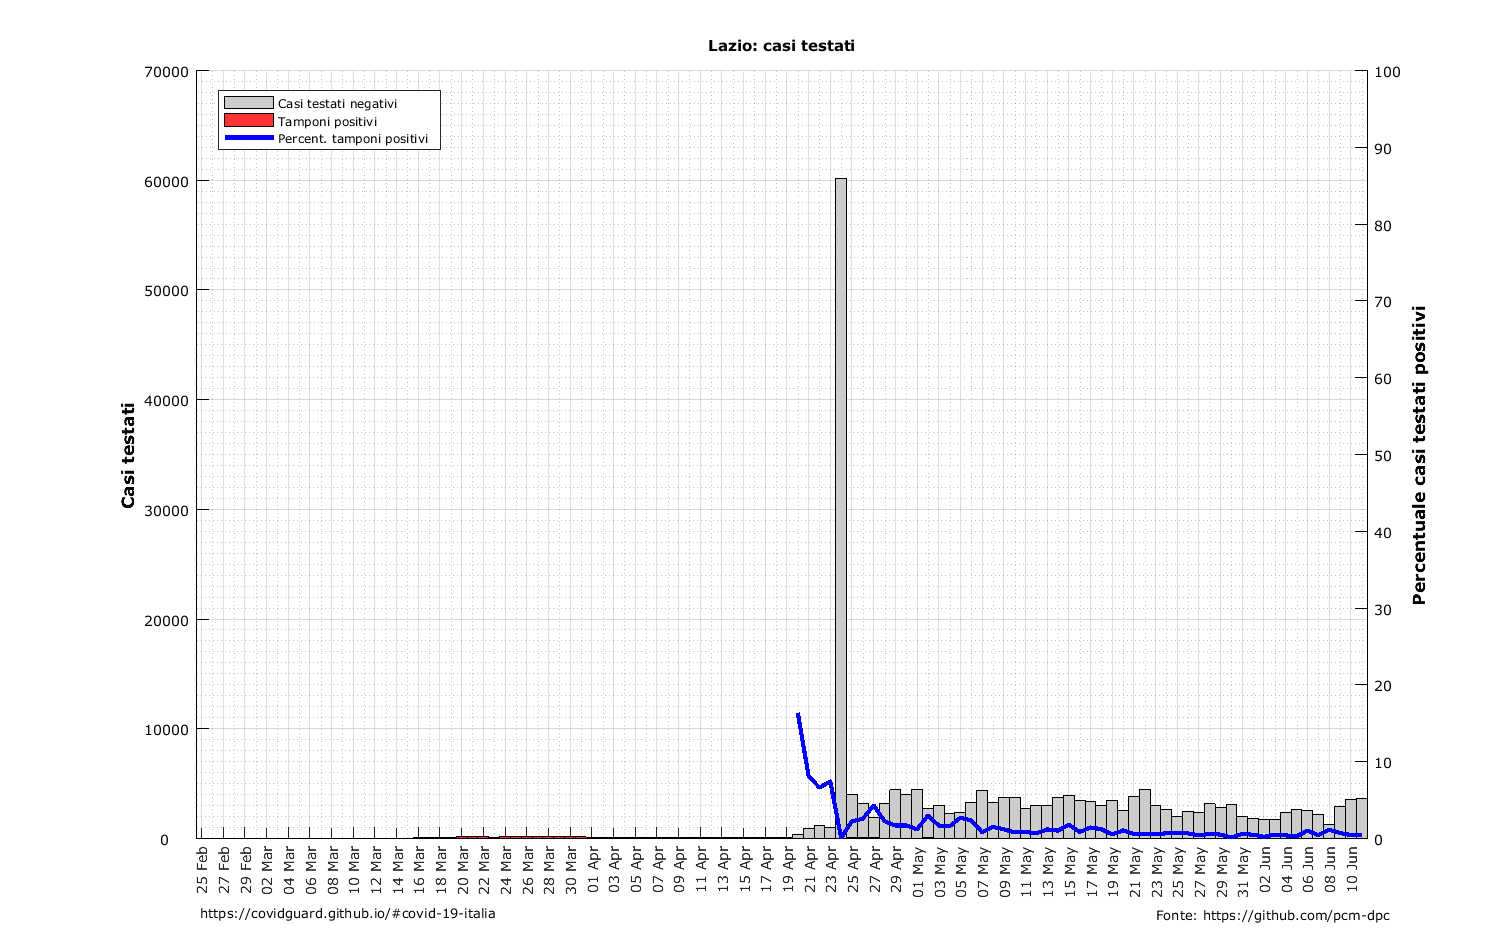 Lazio: casi testati
Casi testati negativi
Tamponi positivi
Percent. tamponi positivi
70000
60000
50000
40000
30000
20000
10000
0
Casi testati
100
90
80
70
60
50
40
30
20
10
0
Percentuale casi testati positivi
25 Feb
27 Feb
29 Feb
02 Mar
04 Mar
06 Mar
08 Mar
10 Mar
12 Mar
14 Mar
16 Mar
18 Mar
20 Mar
22 Mar
24 Mar
26 Mar
28 Mar
30 Mar
01 Apr
03 Apr
05 Apr
07 Apr
09 Apr
11 Apr
13 Apr
15 Apr
17 Apr
19 Apr
21 Apr
23 Apr
25 Apr
27 Apr
29 Apr
01 May
03 May
05 May
07 May
09 May
11 May
13 May
15 May
17 May
19 May
21 May
23 May
25 May
27 May
29 May
31 May
02 Jun
04 Jun
06 Jun
08 Jun
10 Jun
https://covidguard.github.io/#covid-19-italia
Fonte: https://github.com/pcm-dpc